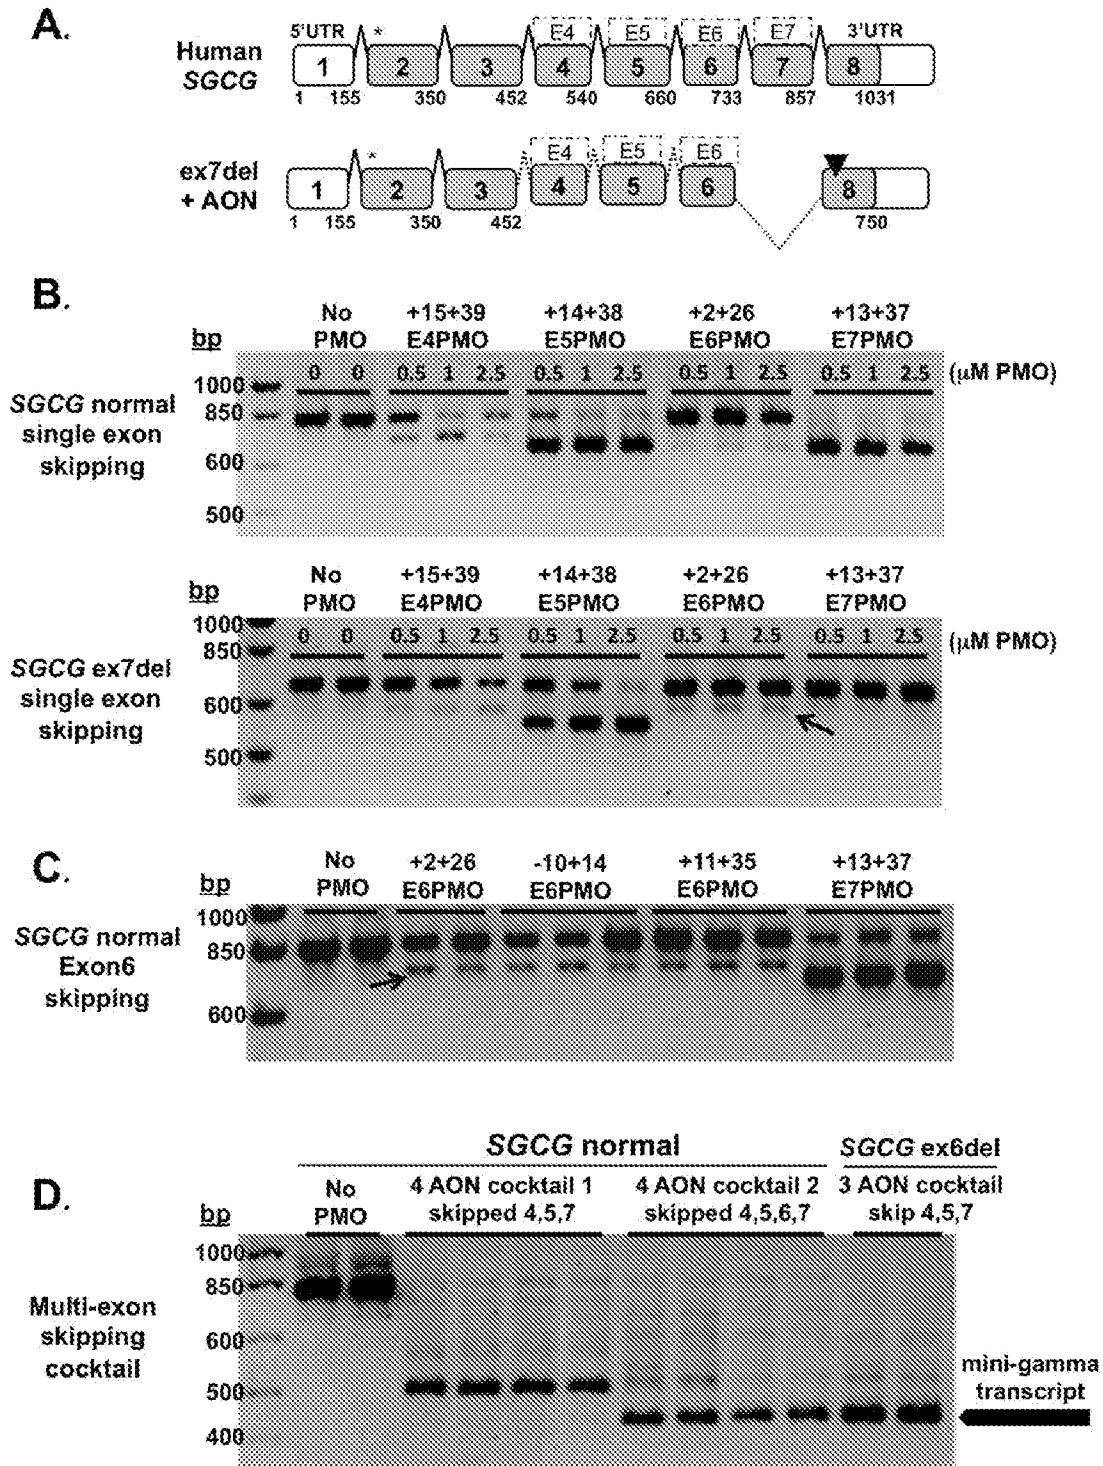 A.
Human
SGCG
5'UTR * E4 E5 E6 E7 3'UTR
1 2 3 4 5 6 7 8
1 155 350 452 540 660 733 857 1031
ex7del
+ AON
* E4 E5 E6
1 2 3 4 5 6 8
1 155 350 452 750
B.
No
PMO
+15+39
E4PMO
+14+38
E5PMO
+2+26
E6PMO
+13+37
E7PMO
bp
0 0 0.5 1 2.5 0.5 1 2.5 0.5 1 2.5 0.5 1 2.5 (µM PMO)
SGCG normal
single exon
skipping
1000
850
600
500
No
PMO
+15+39
E4PMO
+14+38
E5PMO
+2+26
E6PMO
+13+37
E7PMO
bp
0 0 0.5 1 2.5 0.5 1 2.5 0.5 1 2.5 0.5 1 2.5 (µM PMO)
SGCG ex7del
single exon
skipping
1000
850
600
500
C.
No
PMO
+2+26
E6PMO
-10+14
E6PMO
+11+35
E6PMO
+13+37
E7PMO
bp
SGCG normal
Exon6
skipping
1000
850
600
D.
SGCG normal
SGCG ex6del
No
PMO
4 AON cocktail 1
skipped 4,5,7
4 AON cocktail 2
skipped 4,5,6,7
3 AON cocktail
skip 4,5,7
bp
Multi-exon
skipping
cocktail
1000
850
600
500
400
mini-gamma
transcript